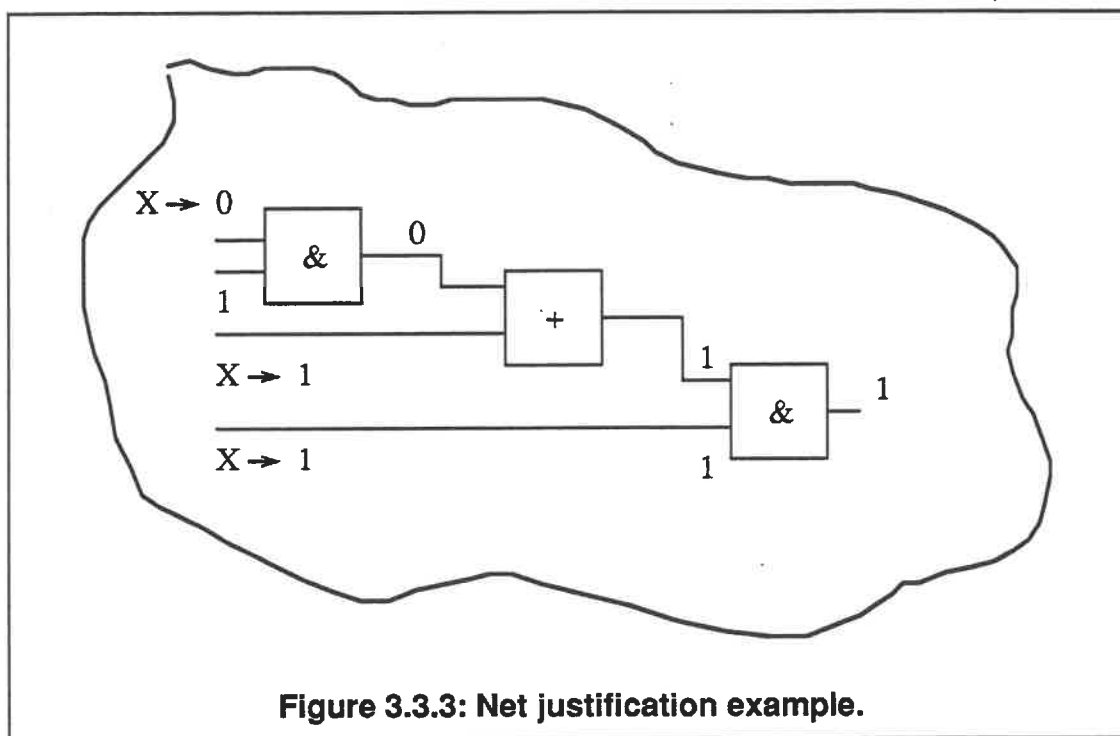 X → 0
0
&
1
+
X → 1
1
1
&
X → 1
1
Figure 3.3.3: Net justification example.